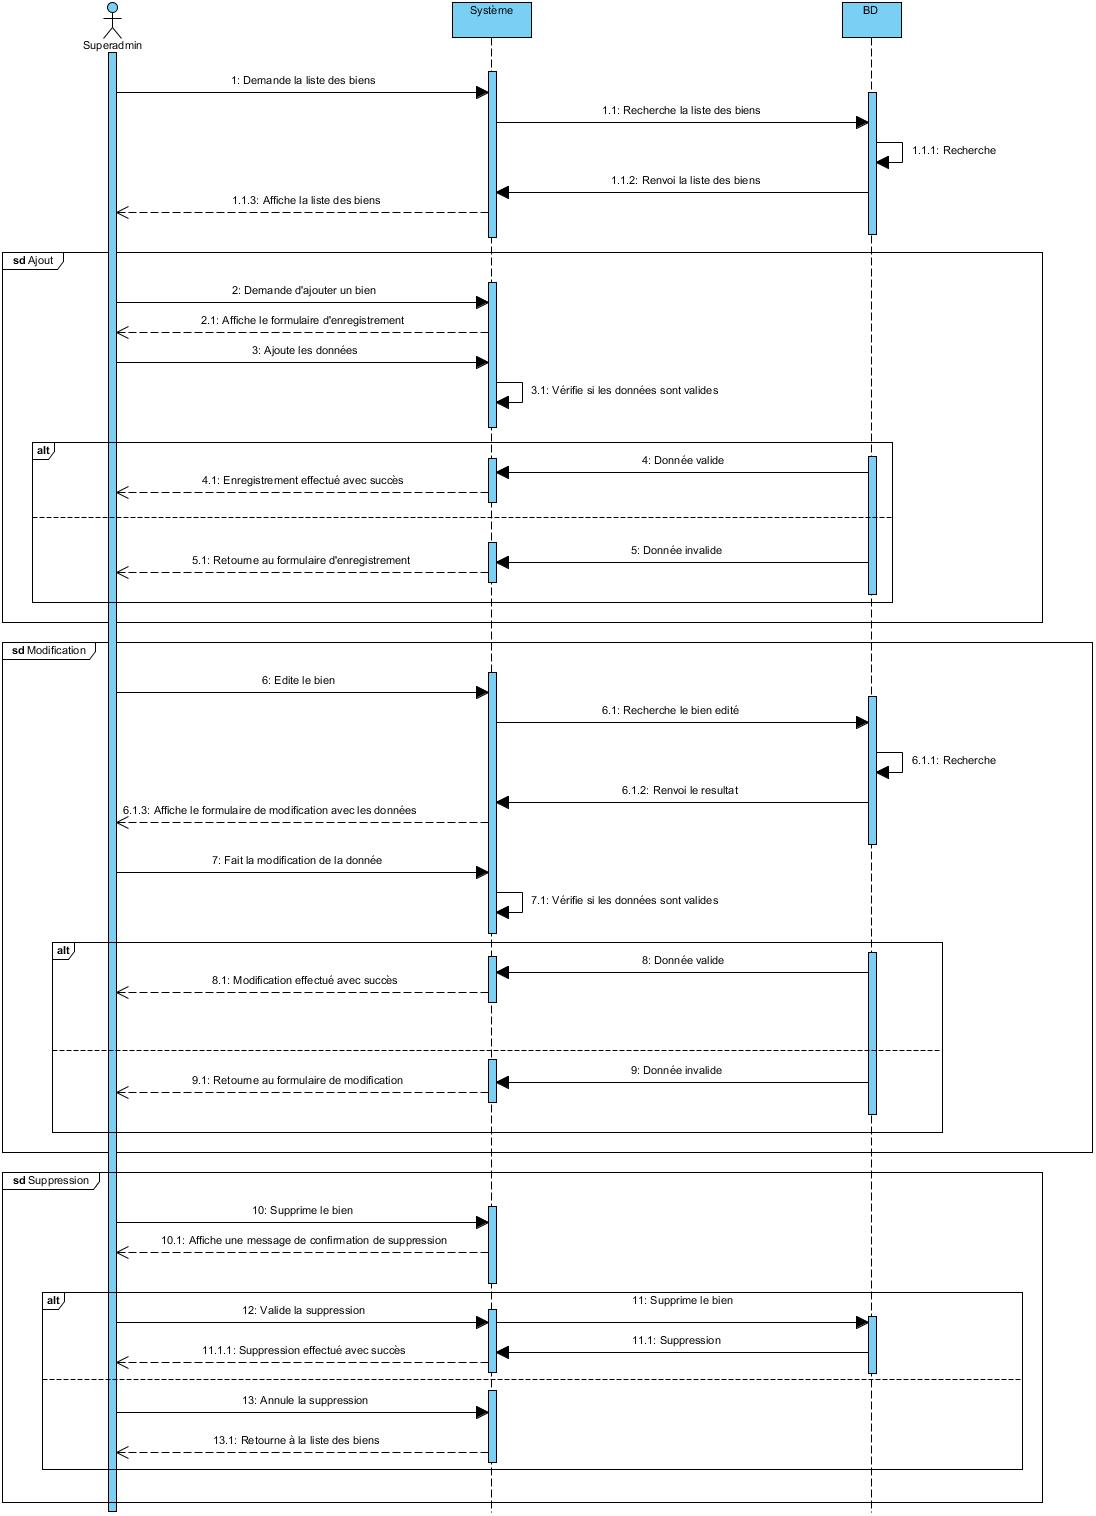 Superadmin
Système
BD
1: Demande la liste des biens
1.1: Recherche la liste des biens
1.1.1: Recherche
1.1.2: Renvoi la liste des biens
1.1.3: Affiche la liste des biens
sd Ajout
2: Demande d'ajouter un bien
2.1: Affiche le formulaire d'enregistrement
3: Ajoute les données
3.1: Vérifie si les données sont valides
alt
4: Donnée valide
4.1: Enregistrement effectué avec succès
5: Donnée invalide
5.1: Retourne au formulaire d'enregistrement
sd Modification
6: Edite le bien
6.1: Recherche le bien edité
6.1.1: Recherche
6.1.2: Renvoi le resultat
6.1.3: Affiche le formulaire de modification avec les données
7: Fait la modification de la donnée
7.1: Vérifie si les données sont valides
alt
8: Donnée valide
8.1: Modification effectué avec succès
9: Donnée invalide
9.1: Retourne au formulaire de modification
sd Suppression
10: Supprime le bien
10.1: Affiche une message de confirmation de suppression
alt
11: Supprime le bien
12: Valide la suppression
11.1: Suppression
11.1.1: Suppression effectué avec succès
13: Annule la suppression
13.1: Retourne à la liste des biens